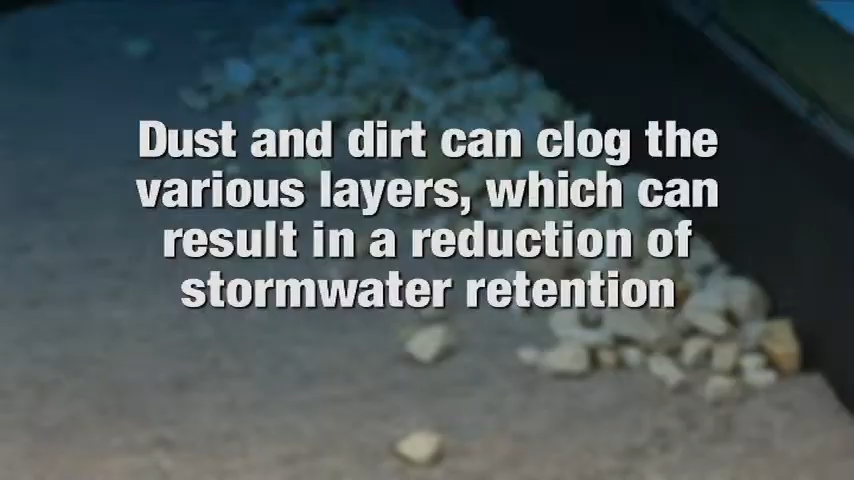 Dust and dirt can clog the
various layers, which can
result in a reduction of
stormwater retention